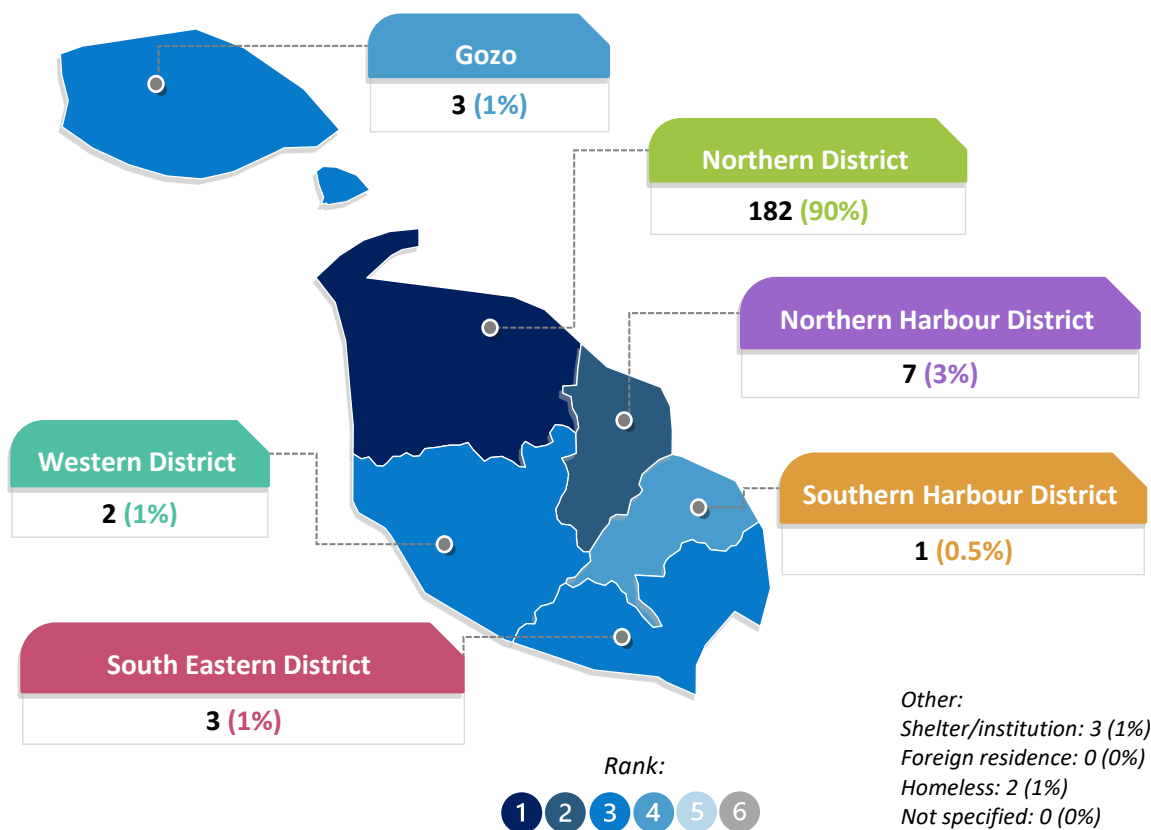 Gozo
3 (1%)
Northern District
182 (90%)
Northern Harbour District
7 (3%)
Western District
2 (1%)
Southern Harbour District
1 (0.5%)
South Eastern District
3 (1%)
Other:
Shelter/institution: 3 (1%)
Foreign residence: 0 (0%)
Homeless: 2 (1%)
Not specified: 0 (0%)
Rank:
1 2 3 4 5 6